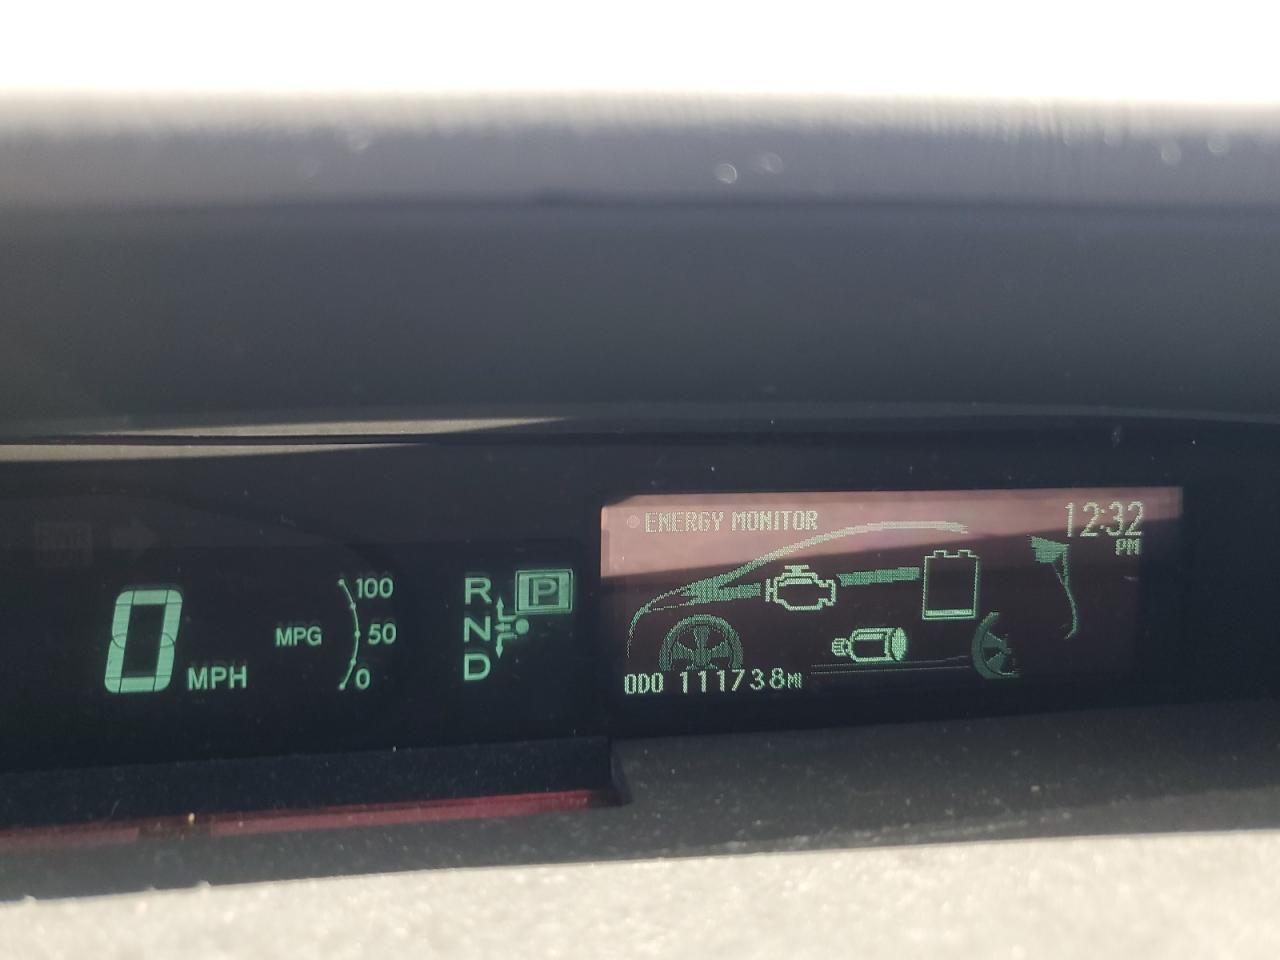 ENERGY MONITOR
12:32
PM
0 MPH
MPG
100
50
0
R
P
N
D
ODO 111738MI